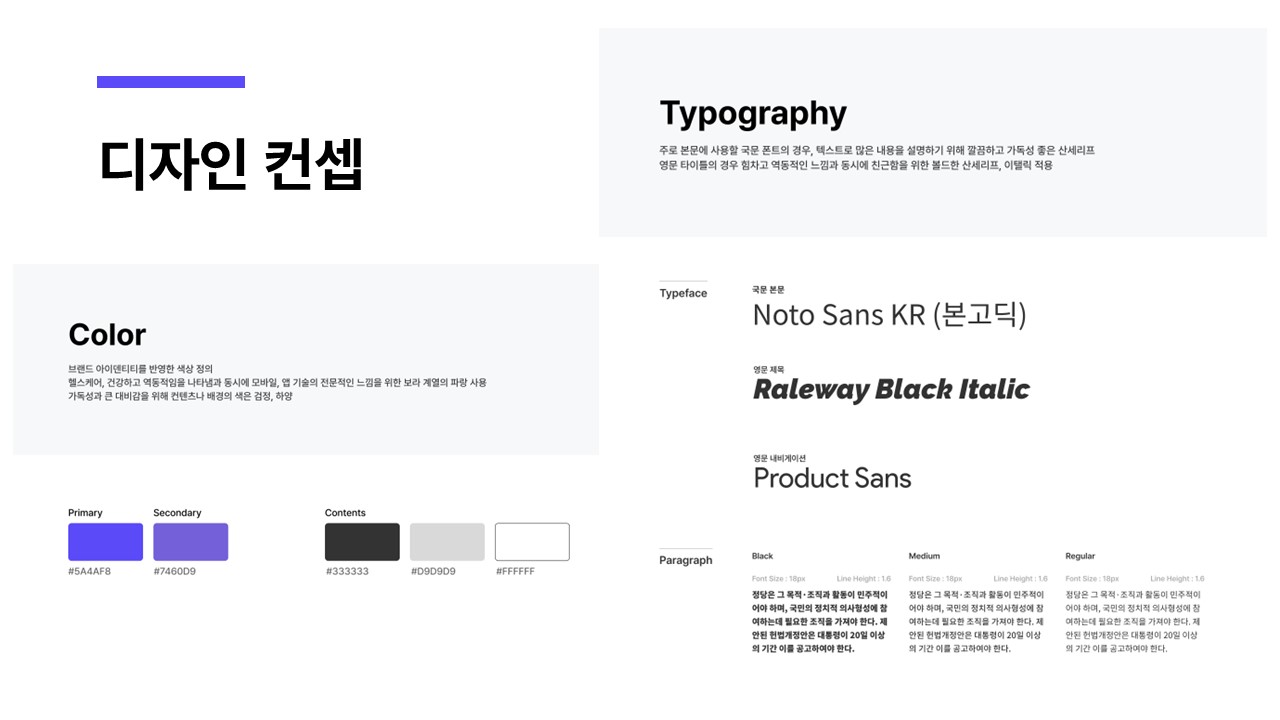 디자인 컨셉
Color
브랜드 아이덴티티를 반영한 색상 정의
헬스케어, 건강하고 역동적임을 나타냄과 동시에 모바일, 앱 기술의 전문적인 느낌을 위한 보라 계열의 파랑 사용
가독성과 큰 대비감을 위해 컨텐츠나 배경의 색은 검정, 하양
Primary
Secondary
Contents
#5A4AF8
#7460D9
#333333
#D9D9D9
#FFFFFF
Typography
주로 본문에 사용할 국문 폰트의 경우, 텍스트로 많은 내용을 설명하기 위해 깔끔하고 가독성 좋은 산세리프
영문 타이틀의 경우 힘차고 역동적인 느낌과 동시에 친근함을 위한 볼드한 산세리프, 이탤릭 적용
Typeface
국문 본문
Noto Sans KR (본고딕)
영문 제목
Raleway Black Italic
영문 내비게이션
Product Sans
Paragraph
Black
Font Size : 18px Line Height : 1.6
정당은 그 목적·조직과 활동이 민주적이
어야 하며, 국민의 정치적 의사형성에 참
여하는데 필요한 조직을 가져야 한다. 제
안된 헌법개정안은 대통령이 20일 이상
의 기간 이를 공고하여야 한다.
Medium
Font Size : 18px Line Height : 1.6
정당은 그 목적·조직과 활동이 민주적이
어야 하며, 국민의 정치적 의사형성에 참
여하는데 필요한 조직을 가져야 한다. 제
안된 헌법개정안은 대통령이 20일 이상
의 기간 이를 공고하여야 한다.
Regular
Font Size : 18px Line Height : 1.6
정당은 그 목적·조직과 활동이 민주적이
어야 하며, 국민의 정치적 의사형성에 참
여하는데 필요한 조직을 가져야 한다. 제
안된 헌법개정안은 대통령이 20일 이상
의 기간 이를 공고하여야 한다.